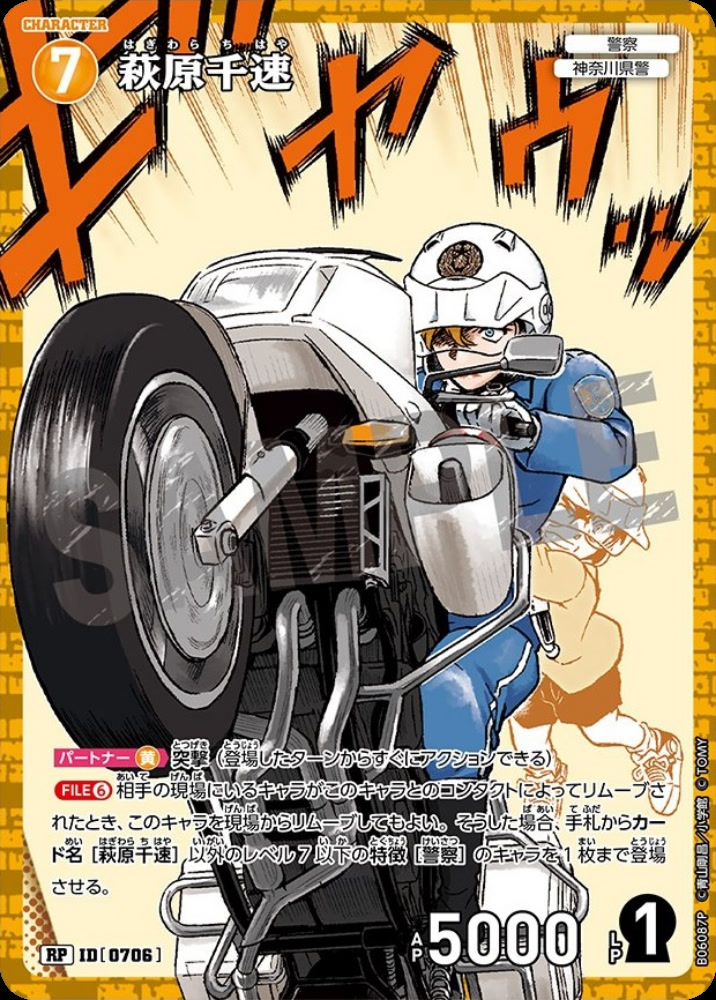 CHARACTER
7
はぎわらちはや
萩原千速
警察
神奈川県警
ギャウッ
SAMPLE
パートナー 黄 突撃 (登場したターンからすぐにアクションできる)
FILE6 相手の現場にいるキャラがこのキャラとのコンタクトによってリムーブさ
れたとき、このキャラを現場からリムーブしてもよい。そうした場合、手札からカー
ド名［萩原千速］以外のレベル7以下の特徴［警察］のキャラを1枚まで登場
させる。
RP ID[0706]
AP 5000
LP 1
B06087P © 青山剛昌／小学館 © TOMY